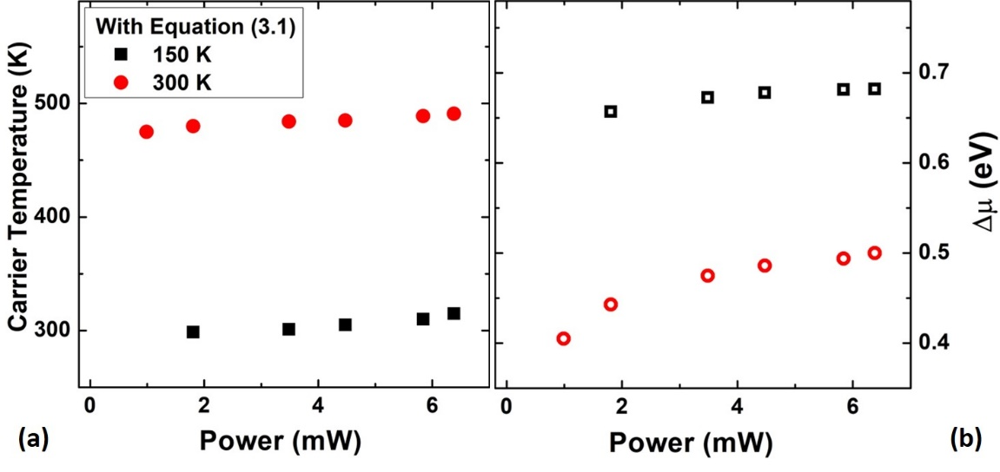 With Equation (3.1)
150 K
300 K
Carrier Temperature (K)
500
400
300
0 2 4 6
Power (mW)
(a)
0.7
0.6
0.5
0.4
Δμ (eV)
0 2 4 6
Power (mW)
(b)